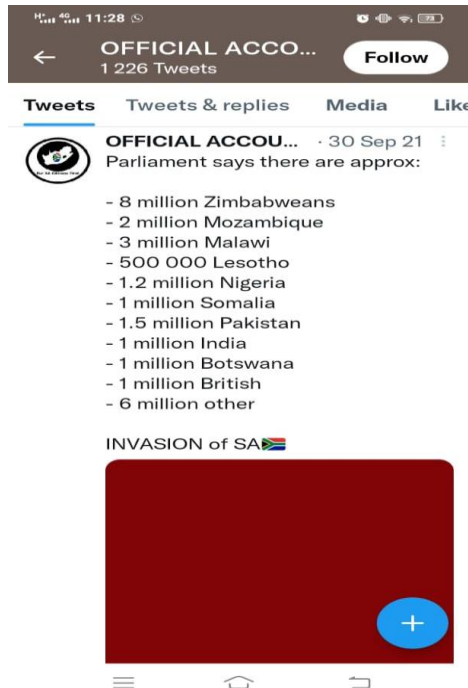 H+ 4G 11:28 73
OFFICIAL ACCO...
1 226 Tweets
Follow
Tweets Tweets & replies Media Like
OFFICIAL ACCOU... · 30 Sep 21
Parliament says there are approx:
- 8 million Zimbabweans
- 2 million Mozambique
- 3 million Malawi
- 500 000 Lesotho
- 1.2 million Nigeria
- 1 million Somalia
- 1.5 million Pakistan
- 1 million India
- 1 million Botswana
- 1 million British
- 6 million other
INVASION of SA🇿🇦